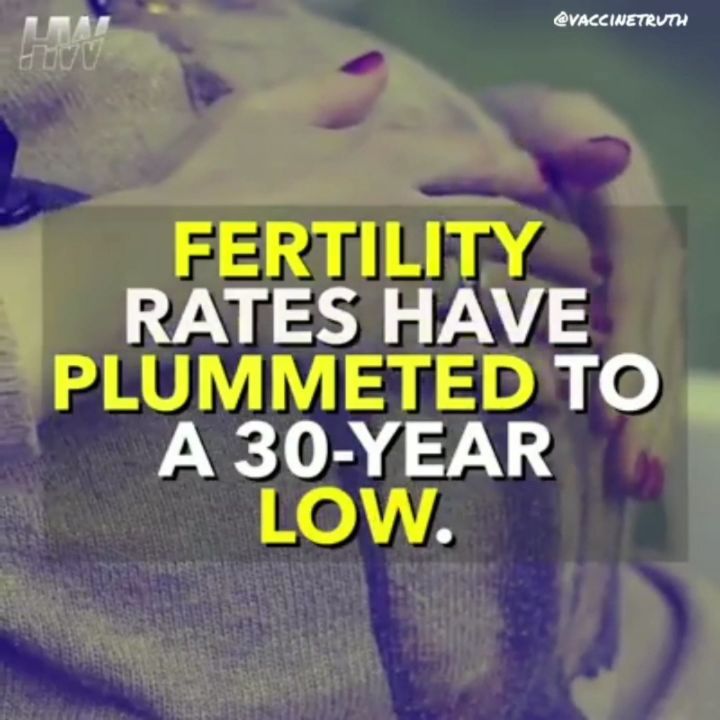 HW
@VACCINETRUTH
FERTILITY
RATES HAVE
PLUMMETED TO
A 30-YEAR
LOW.